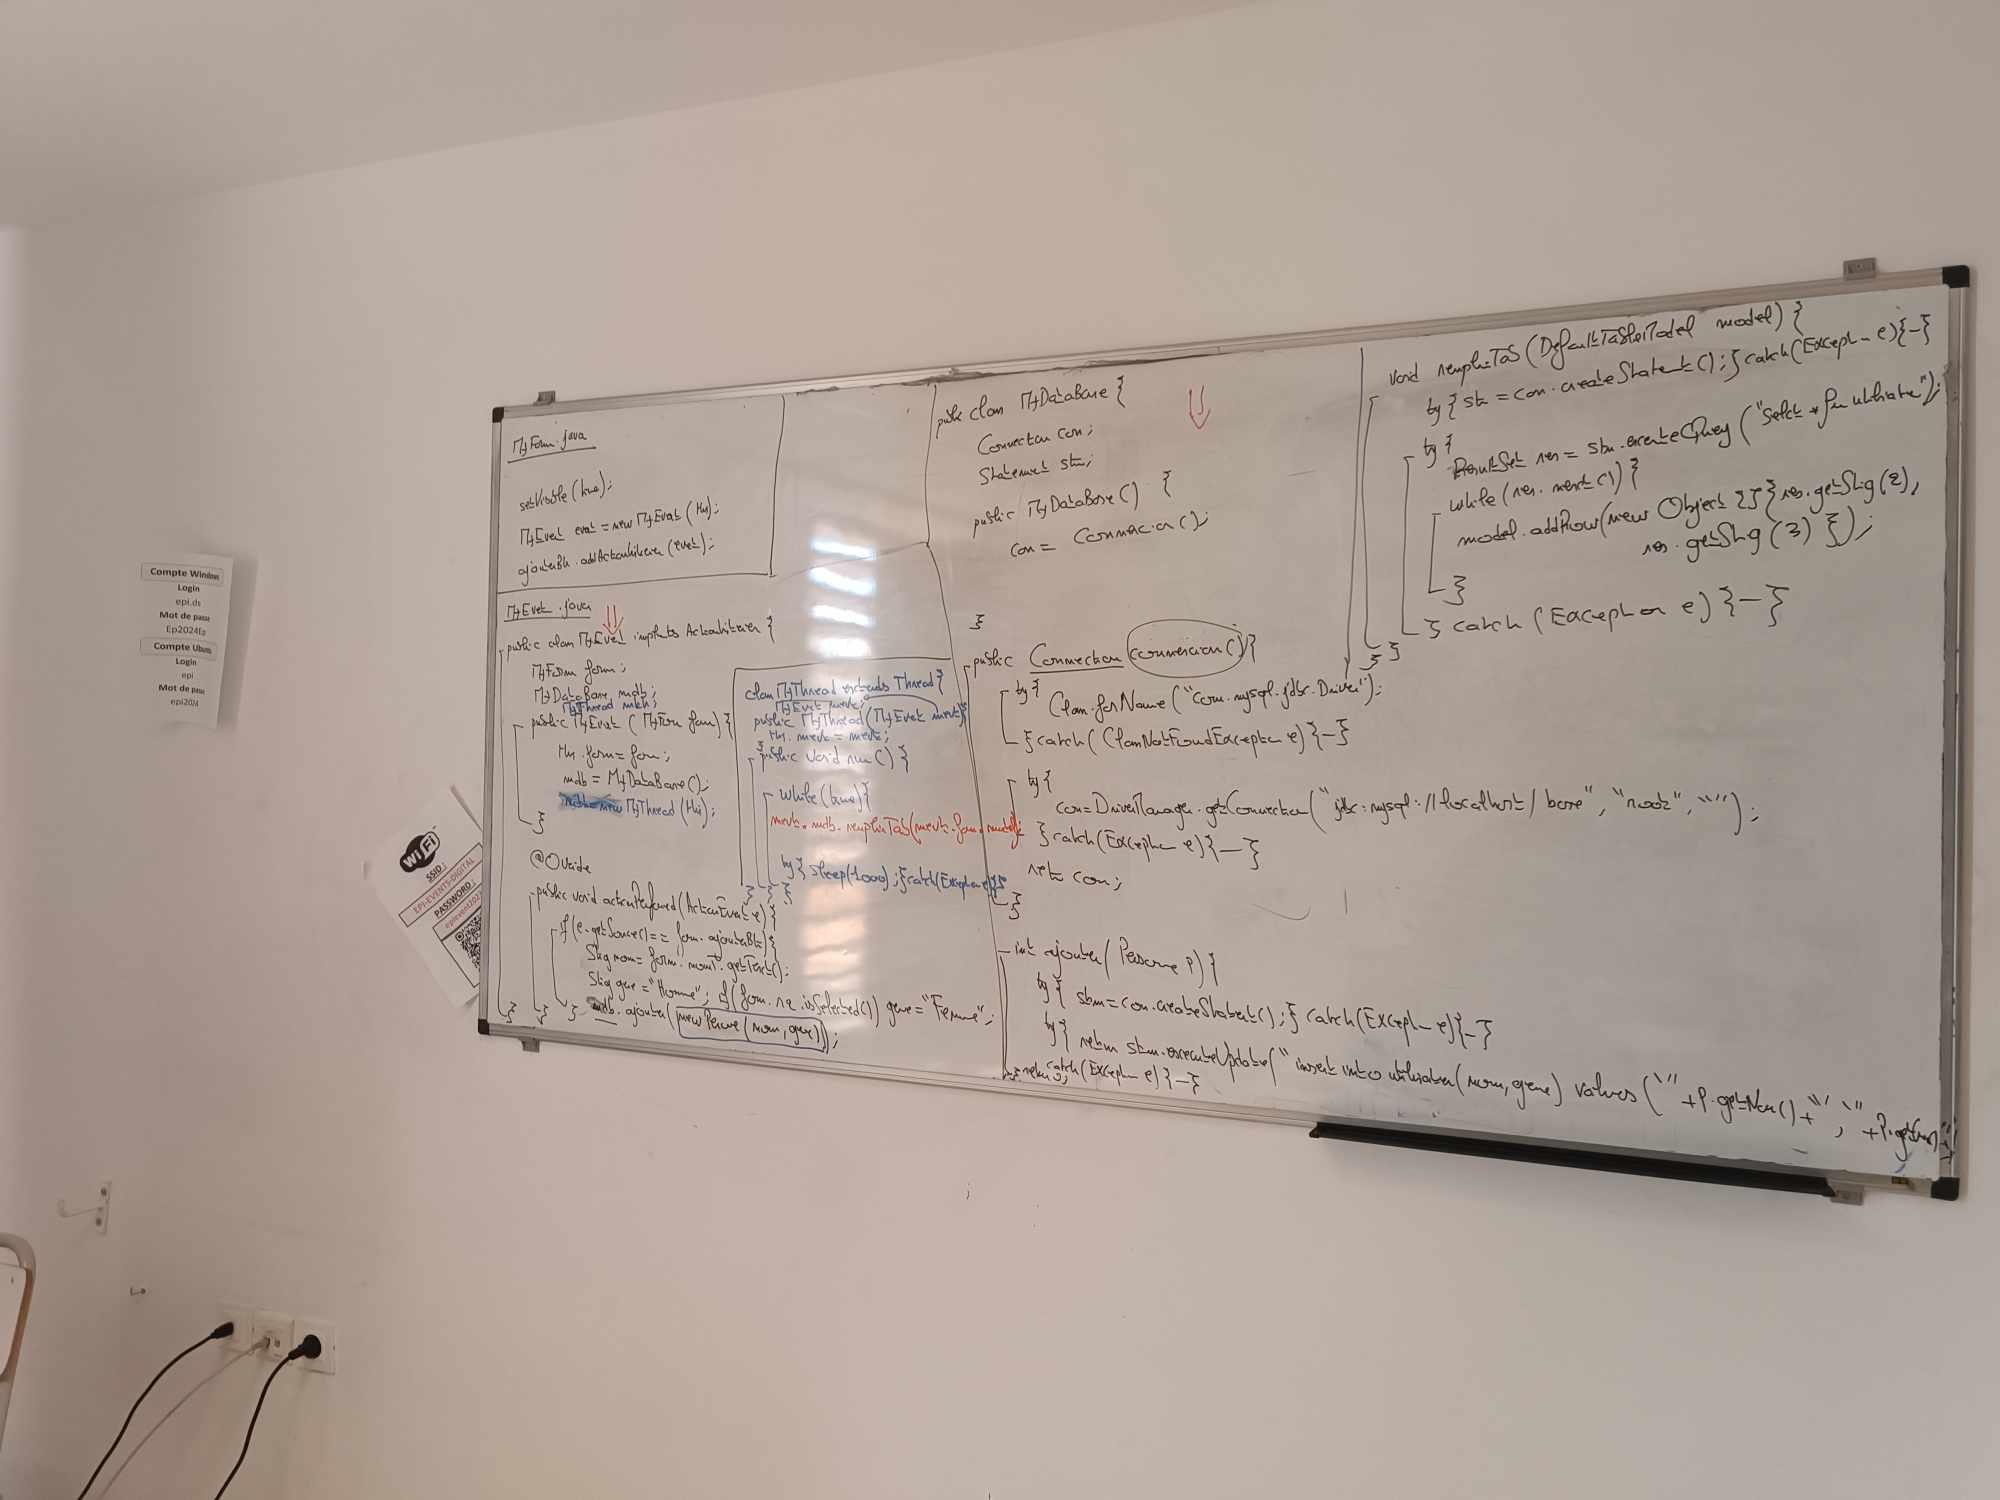 MyForm.java
setVisible(true);
MyEvent event = new MyEvent(this);
ajouterBt.addActionListener(event);
MyEvent.java
public class MyEvent implements ActionListener {
MyForm form;
MyDataBase mdb;
MyThread mth;
public MyEvent (MyForm form) {
this.form = form;
mdb = MyDataBase();
new MyThread(this);
}
@Override
public void actionPerformed(ActionEvent e) {
if(e.getSource() == form.ajouterBt) {
String nom = form.nomT.getText();
String genre = "Homme"; if(form.r2.isSelected()) genre = "Femme";
} } } mdb.ajouter(new Personne(nom, genre));
class MyThread extends Thread {
MyEvet mevt;
public MyThread(MyEvet mevt){
this.mevt = mevt;
}
public void run() {
while(true){
mevt.mdb.remplirTab(mevt.form.model);
try{ sleep(1000);}catch(Exception e){}
} } }
public class MyDataBase {
Connection con;
Statement stm;
public MyDataBase() {
con = Connexion();
}
public Connection connexion() {
try{
Class.forName("com.mysql.jdbc.Driver");
} catch(ClassNotFoundException e){—}
try{
con=DriverManager.getConnection("jdbc:mysql://localhost/base", "root", "");
} catch(Exception e){—}
return con;
}
int ajouter(Personne p) {
try{ stm=con.createStatement(); } catch(Exception e){—}
try{ return stm.executeUpdate("insert into utilisateur(nom,genre) values('"+p.getNom()+"','"+p.getGenre()
} return 0; catch(Exception e){—}
void remplirTab(DefaultTableModel model) {
try{ stm = con.createStatement();} catch(Exception e){—}
try{
ResultSet res = stm.executeQuery("Select * from utilisateur");
while(res.next()){
model.addRow(new Object[]{res.getString(2),
res.getString(3)});
}
} catch(Exception e){—}
} }
Compte Window
Login
epi.ds
Mot de passe
Ep2024Ep
Compte Ubuntu
Login
epi
Mot de passe
epi204
WiFi
SSID :
EPI-EVENTS-DIGITAL
PASSWORD :